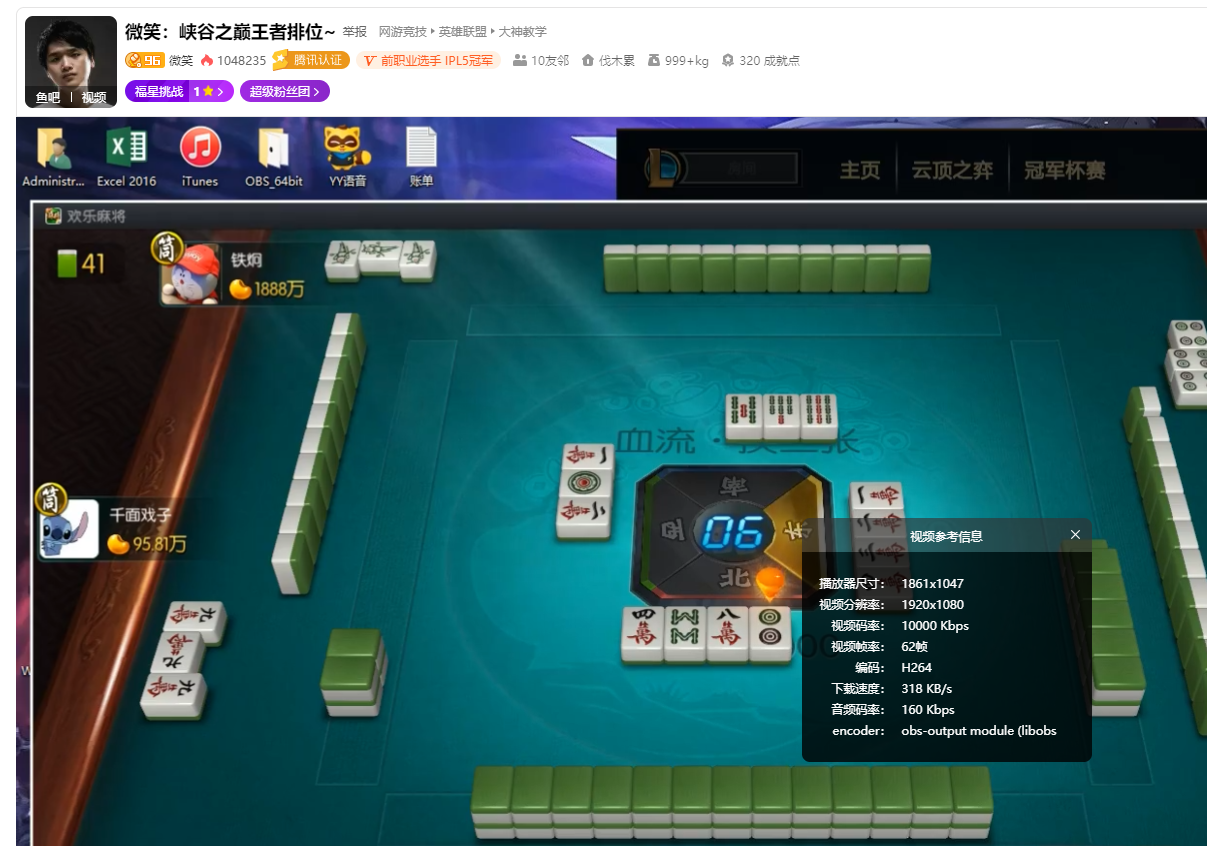 微笑：峡谷之巅王者排位~ 举报 网游竞技 英雄联盟 大神教学
96 微笑 1048235 腾讯认证 前职业选手 IPL5冠军 10友邻 伐木累 999+kg 320 成就点
鱼吧 | 视频
福星挑战 1 超级粉丝团
Administr... Excel 2016 iTunes OBS_64bit YY语音 账单
主页 云顶之弈 冠军杯赛
欢乐麻将
41
筒
铁炯
1888万
血流
06
北
筒
千面戏子
95.81万
四萬
八萬
视频参考信息
播放器尺寸： 1861x1047
视频分辨率： 1920x1080
视频码率： 10000 Kbps
视频帧率： 62帧
编码： H264
下载速度： 318 KB/s
音频码率： 160 Kbps
encoder: obs-output module (libobs